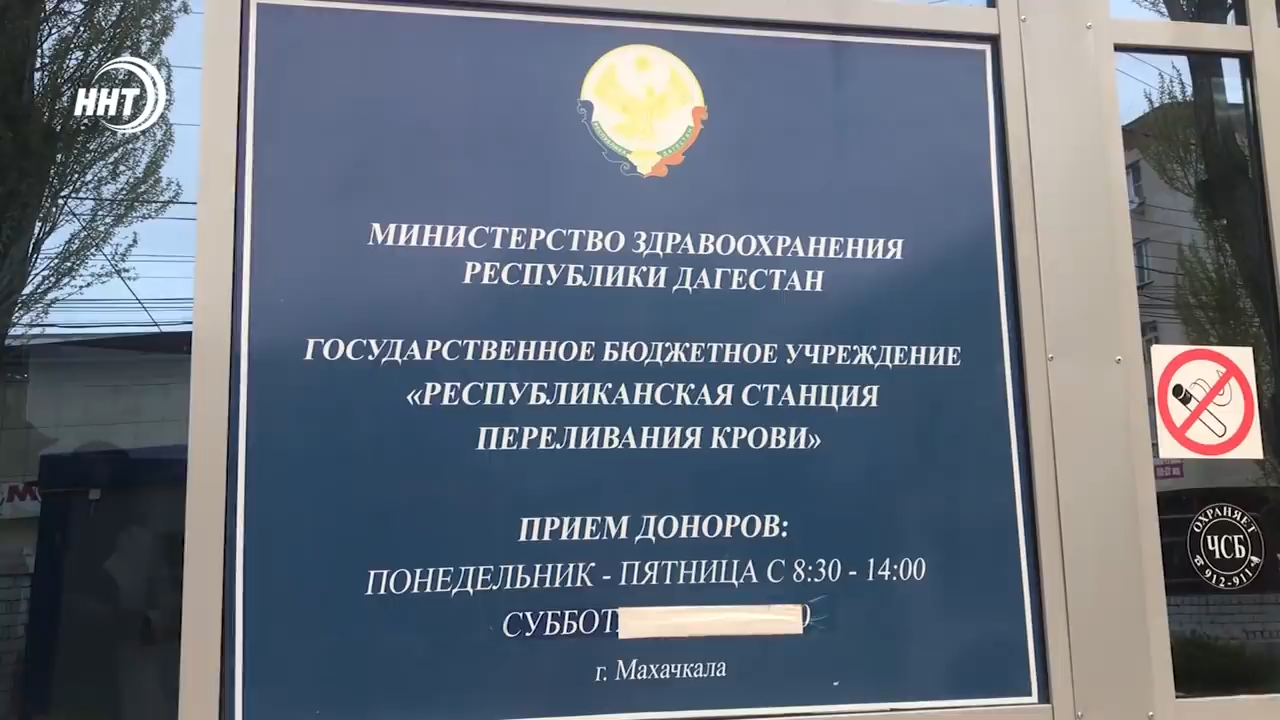 ННТ
МИНИСТЕРСТВО ЗДРАВООХРАНЕНИЯ
РЕСПУБЛИКИ ДАГЕСТАН
ГОСУДАРСТВЕННОЕ БЮДЖЕТНОЕ УЧРЕЖДЕНИЕ
«РЕСПУБЛИКАНСКАЯ СТАНЦИЯ
ПЕРЕЛИВАНИЯ КРОВИ»
ПРИЕМ ДОНОРОВ:
ПОНЕДЕЛЬНИК - ПЯТНИЦА С 8:30 - 14:00
г. Махачкала
ОХРАНЯЕТ
ЧСБ